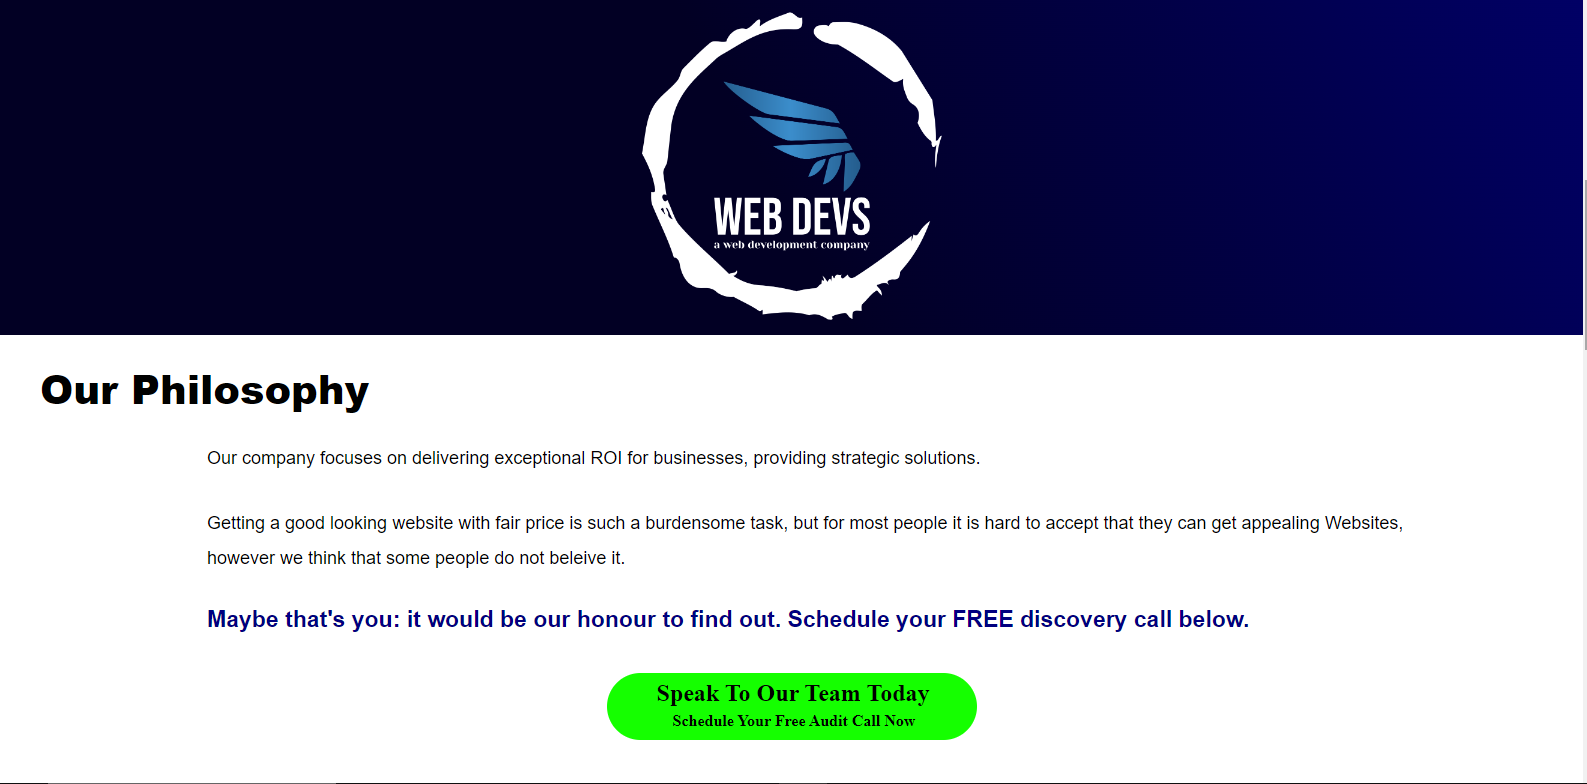 WEB DEVS
a web development company
Our Philosophy
Our company focuses on delivering exceptional ROI for businesses, providing strategic solutions.
Getting a good looking website with fair price is such a burdensome task, but for most people it is hard to accept that they can get appealing Websites,
however we think that some people do not beleive it.
Maybe that's you: it would be our honour to find out. Schedule your FREE discovery call below.
Speak To Our Team Today
Schedule Your Free Audit Call Now